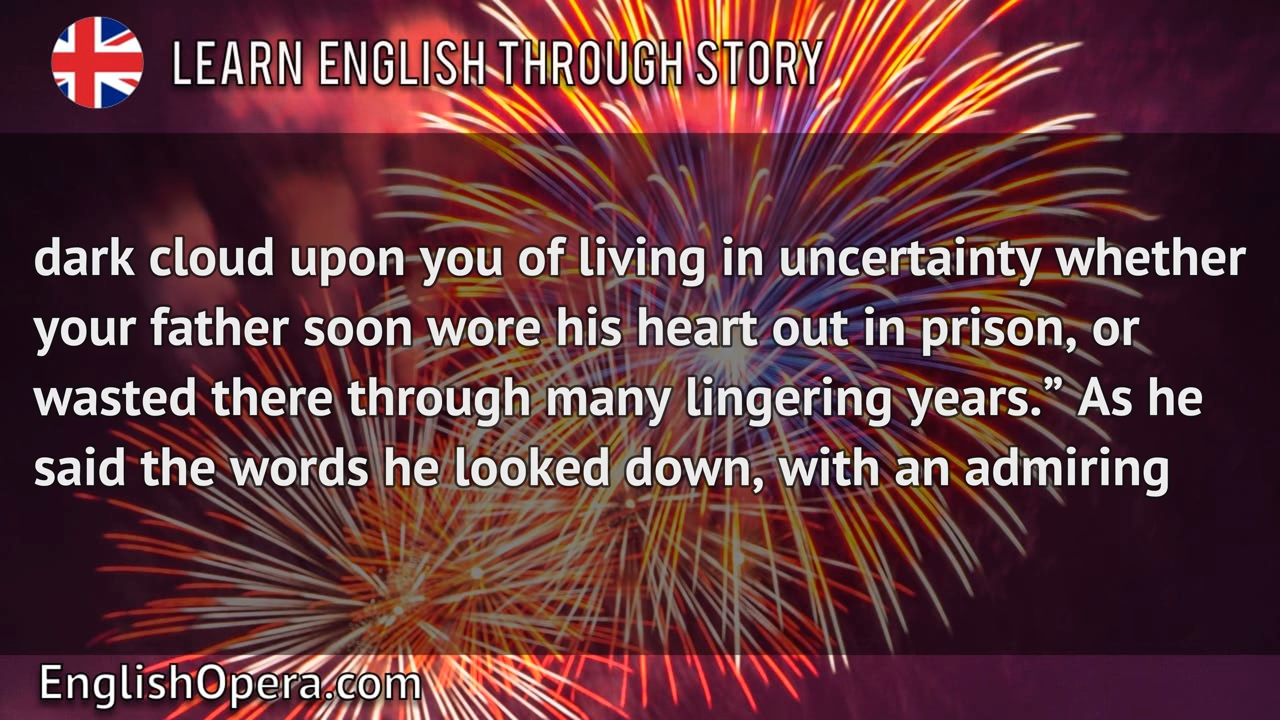 LEARN ENGLISH THROUGH STORY
dark cloud upon you of living in uncertainty whether
your father soon wore his heart out in prison, or
wasted there through many lingering years.” As he
said the words he looked down, with an admiring
EnglishOpera.com